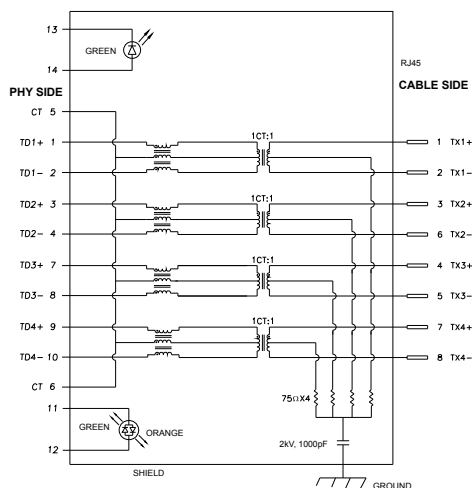 13
GREEN
14
RJ45
PHY SIDE
CABLE SIDE
CT 5
1CT:1
TD1+ 1
1 TX1+
TD1- 2
2 TX1-
1CT:1
TD2+ 3
3 TX2+
TD2- 4
6 TX2-
1CT:1
TD3+ 7
4 TX3+
TD3- 8
5 TX3-
1CT:1
TD4+ 9
7 TX4+
TD4- 10
8 TX4-
CT 6
75ΩX4
11
GREEN
ORANGE
12
2kV, 1000pF
SHIELD
GROUND